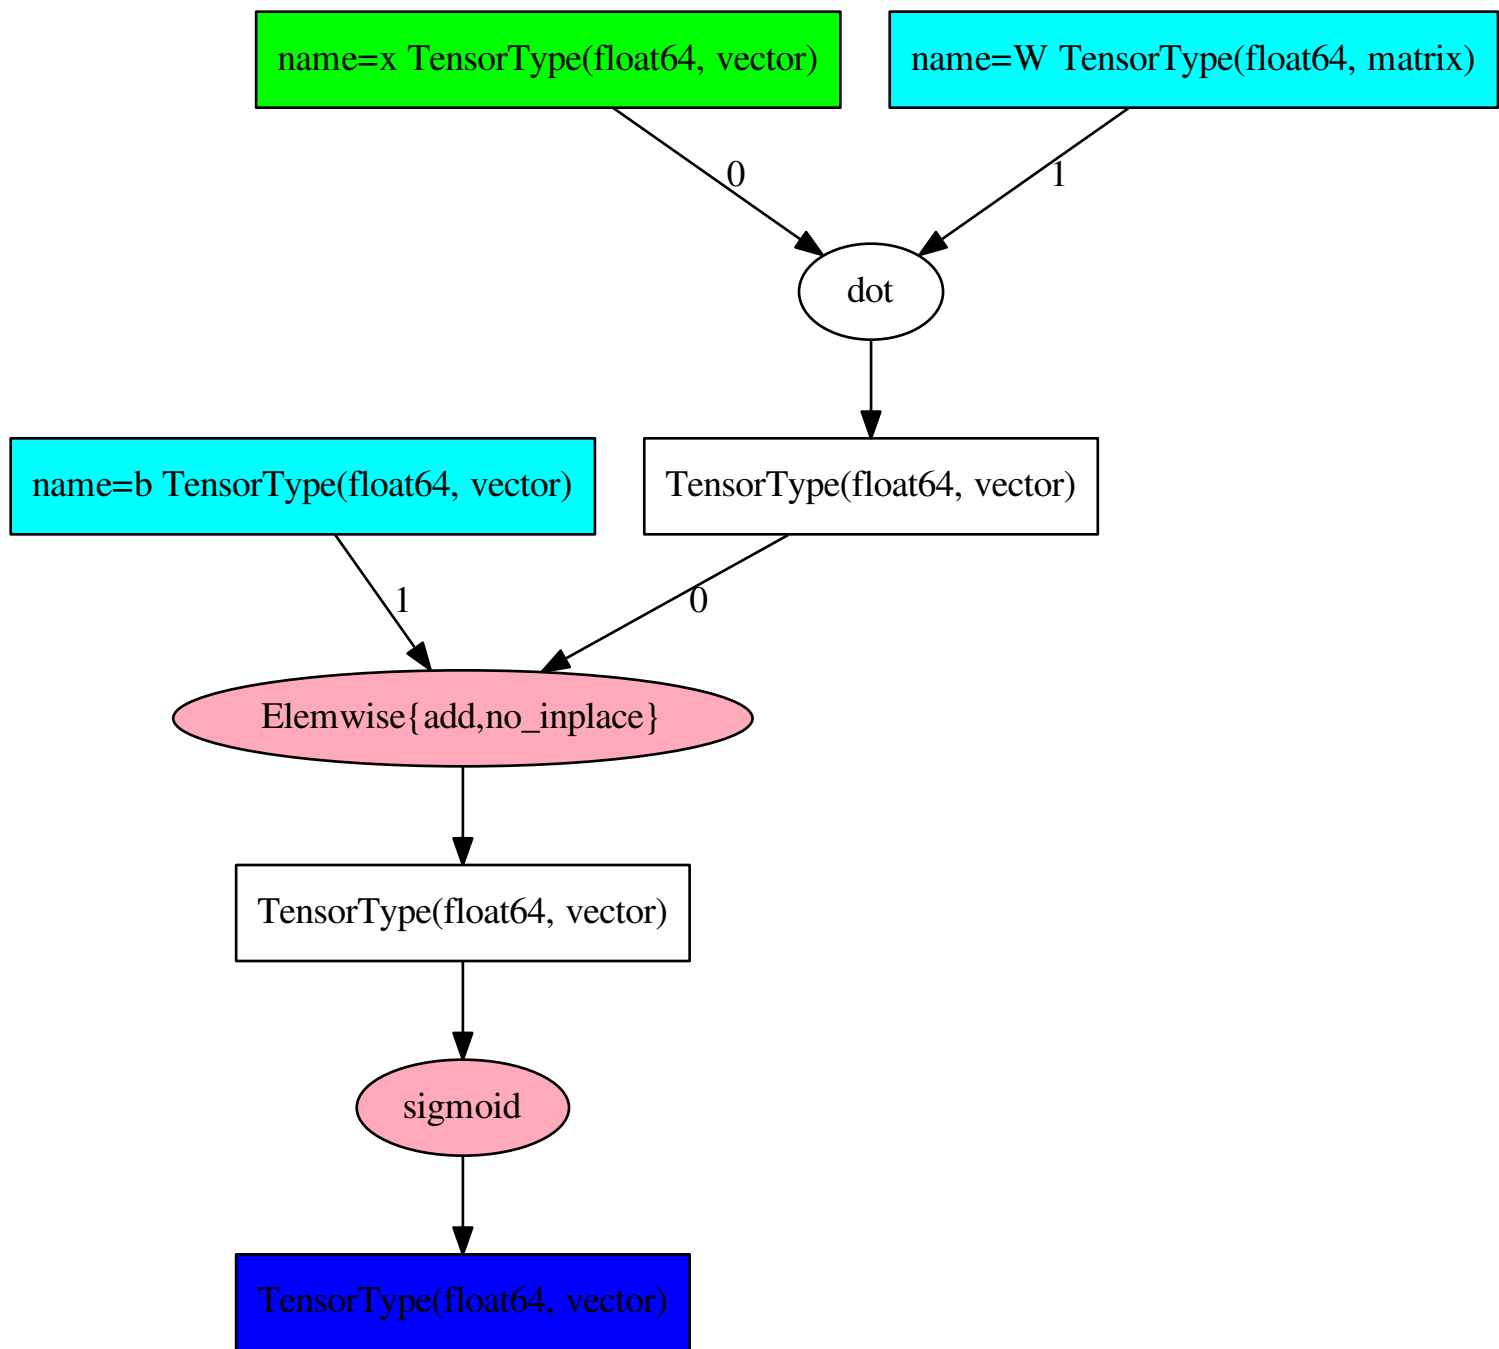 name=x TensorType(float64, vector)
name=W TensorType(float64, matrix)
0
1
dot
name=b TensorType(float64, vector)
TensorType(float64, vector)
1
0
Elemwise{add,no_inplace}
TensorType(float64, vector)
sigmoid
TensorType(float64, vector)